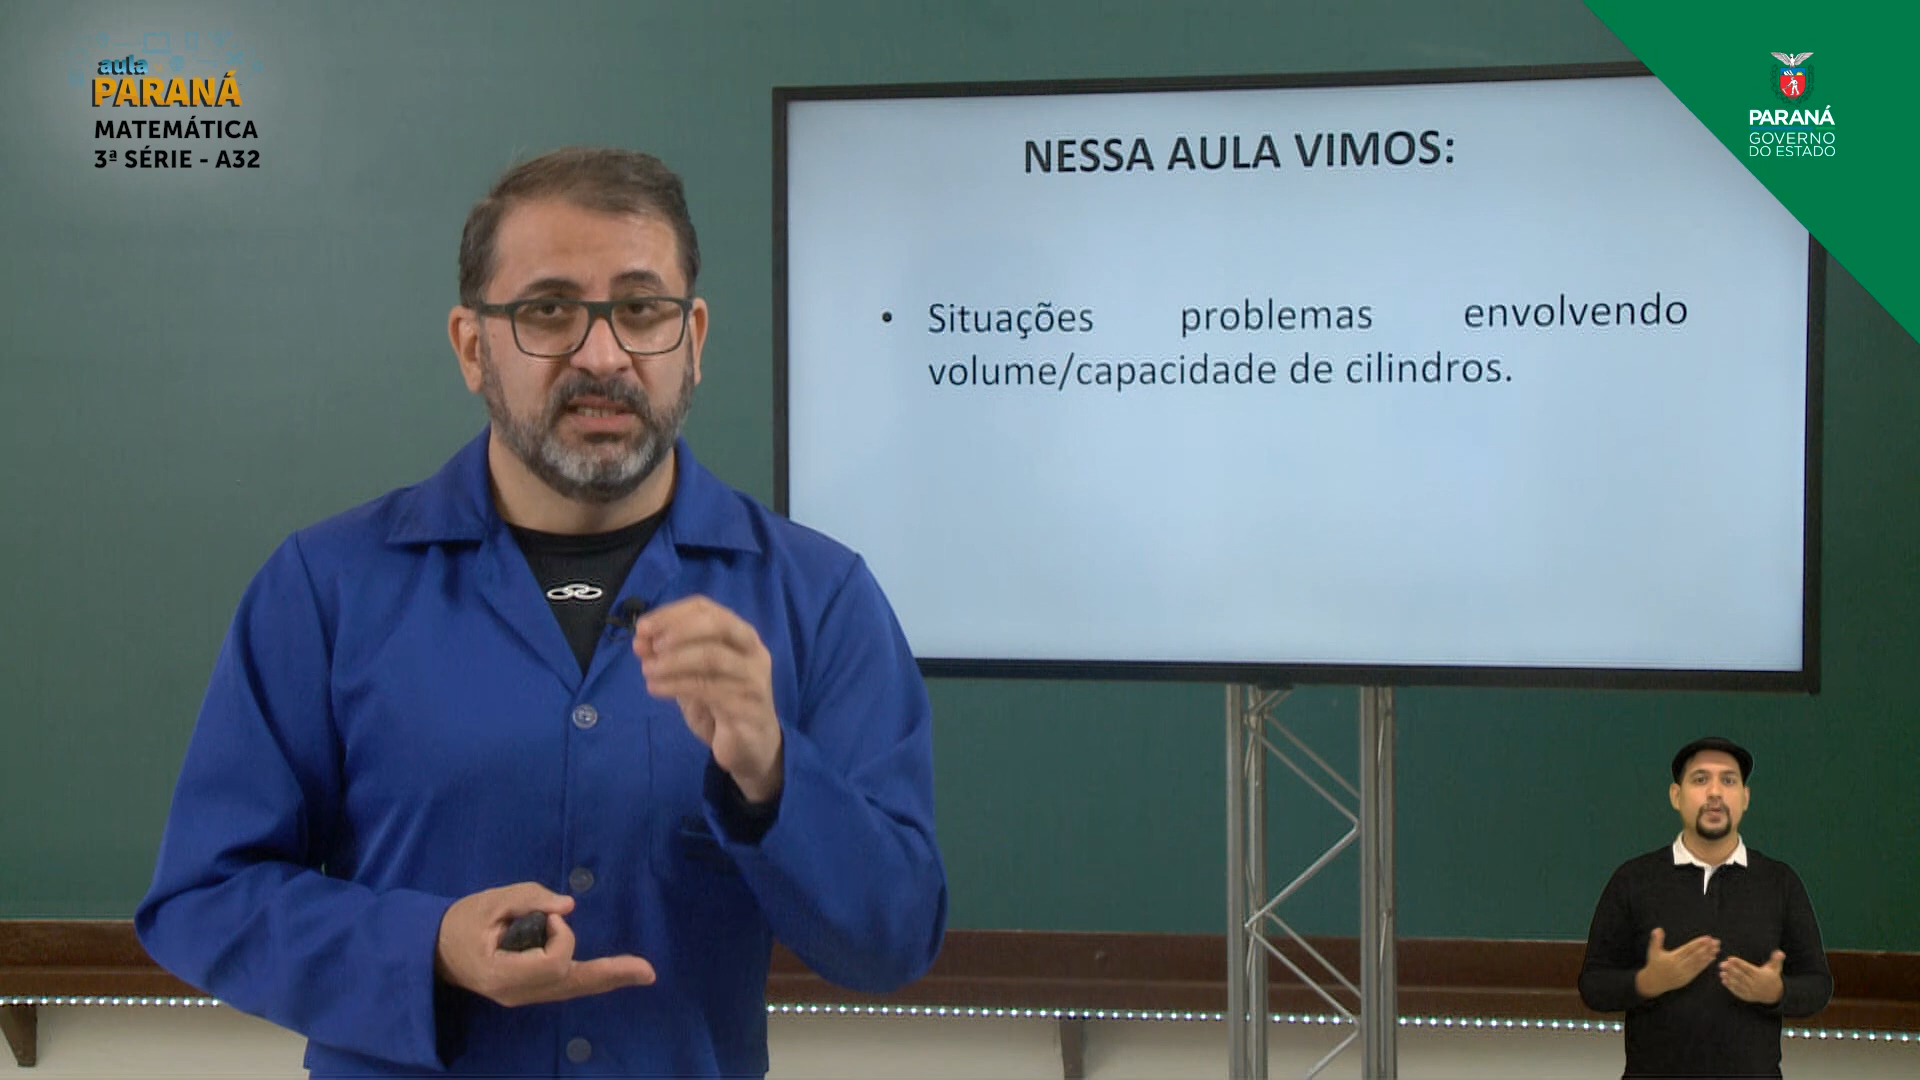 aula
PARANÁ
MATEMÁTICA
3ª SÉRIE - A32
NESSA AULA VIMOS:
• Situações problemas envolvendo
volume/capacidade de cilindros.
PARANÁ
GOVERNO
DO ESTADO